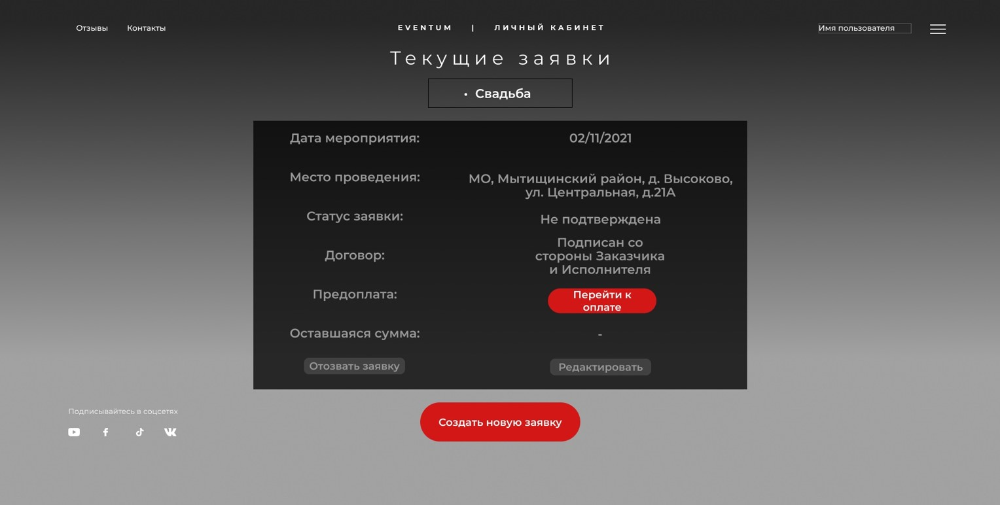 Отзывы Контакты EVENTUM | ЛИЧНЫЙ КАБИНЕТ Имя пользователя
Текущие заявки
• Свадьба
Дата мероприятия: 02/11/2021
Место проведения: МО, Мытищинский район, д. Высоково,
ул. Центральная, д.21А
Статус заявки: Не подтверждена
Договор: Подписан со
стороны Заказчика
и Исполнителя
Предоплата: Перейти к
оплате
Оставшаяся сумма: -
Отозвать заявку Редактировать
Создать новую заявку
Подписывайтесь в соцсетях